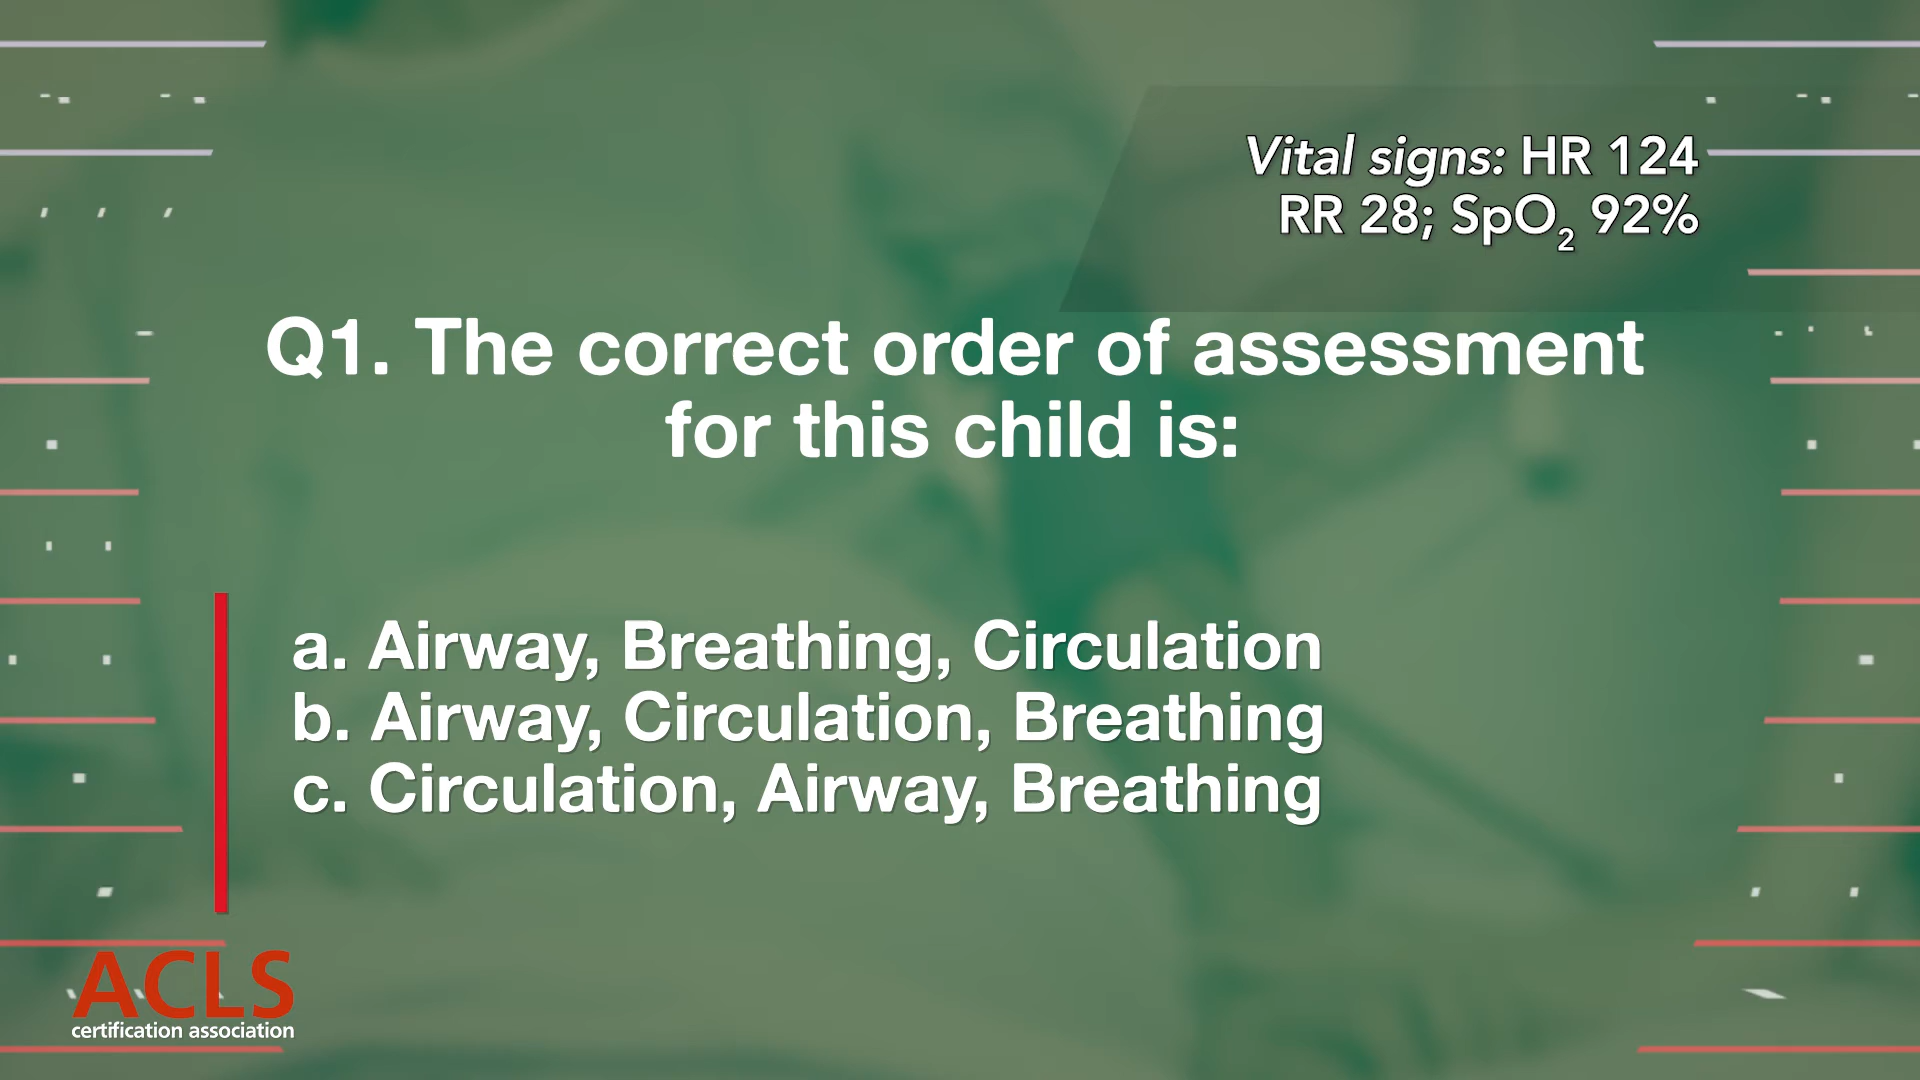 Vital signs: HR 124
RR 28; SpO₂ 92%
Q1. The correct order of assessment
for this child is:
a. Airway, Breathing, Circulation
b. Airway, Circulation, Breathing
c. Circulation, Airway, Breathing
ACLS
certification association